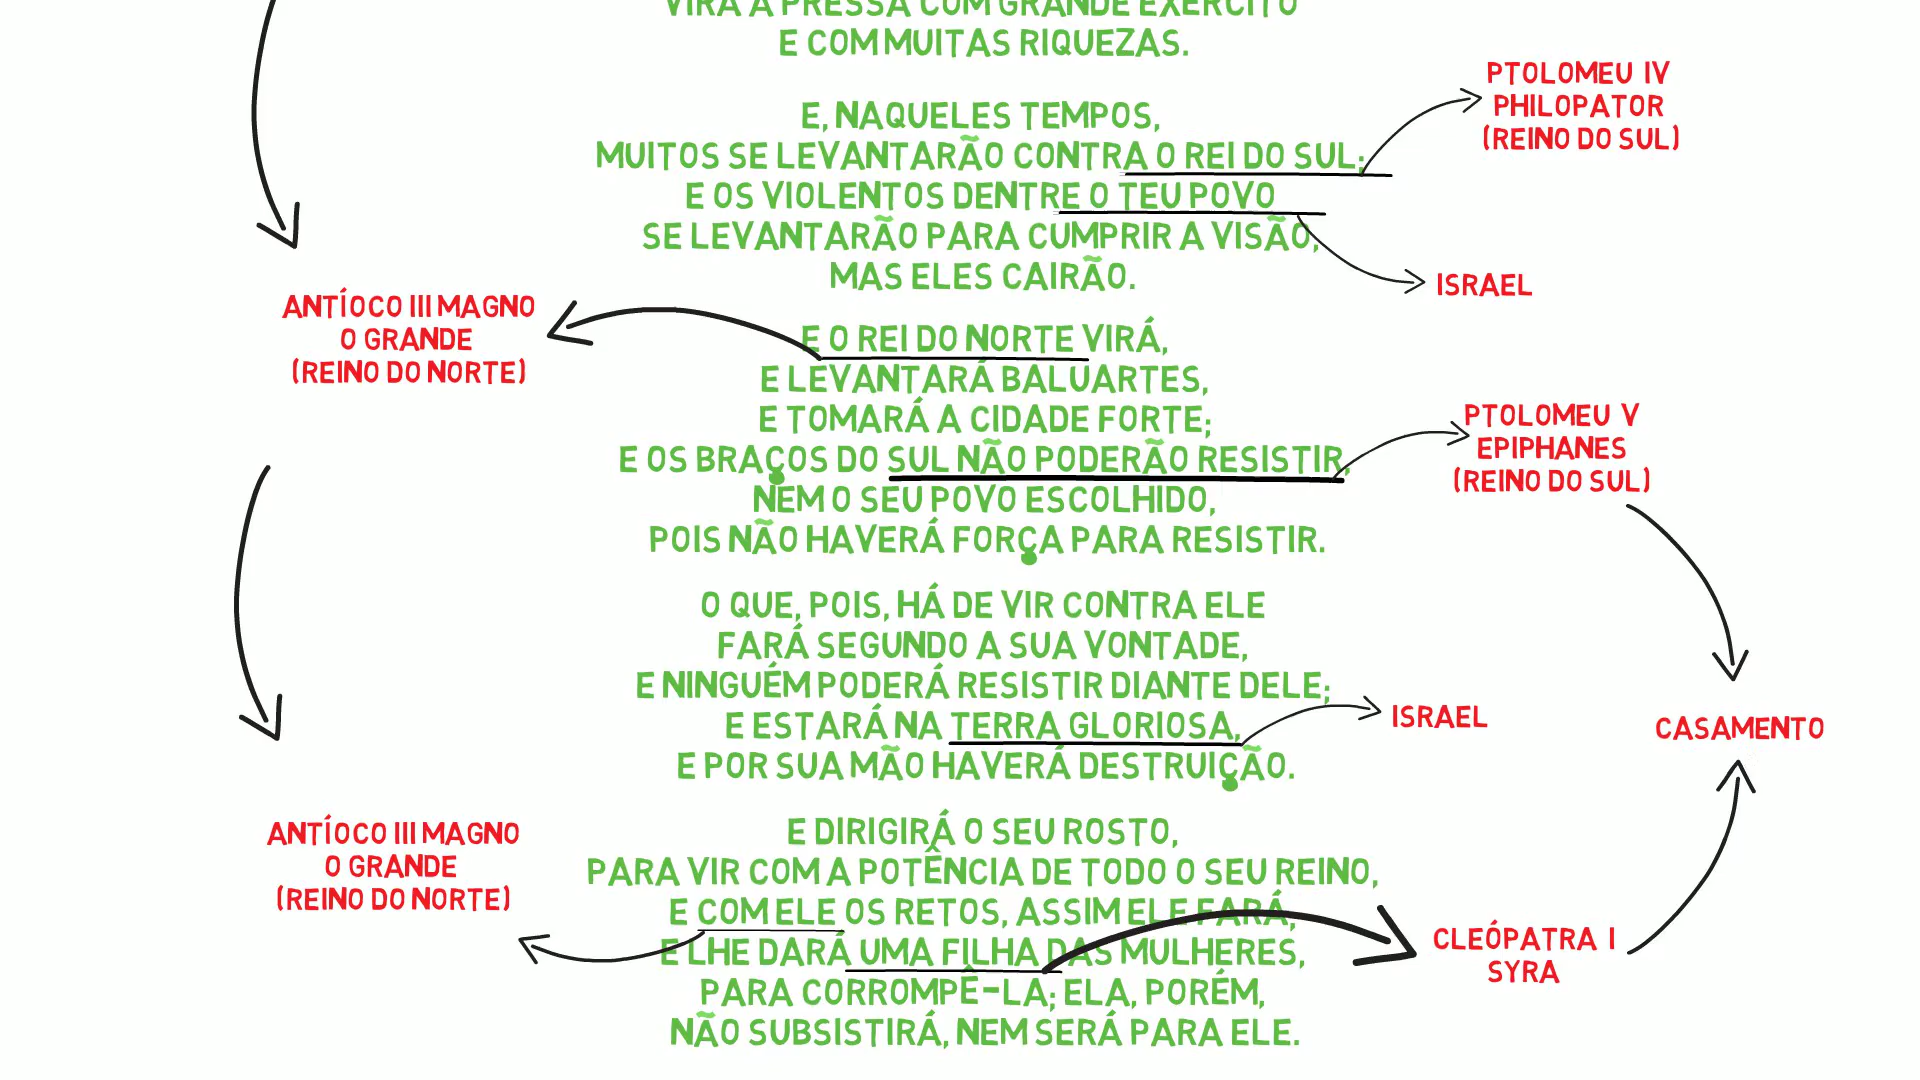 VIRÁ À PRESSA COM GRANDE EXÉRCITO
E COM MUITAS RIQUEZAS.
E, NAQUELES TEMPOS,
MUITOS SE LEVANTARÃO CONTRA O REI DO SUL;
E OS VIOLENTOS DENTRE O TEU POVO
SE LEVANTARÃO PARA CUMPRIR A VISÃO,
MAS ELES CAIRÃO.
PTOLOMEU IV
PHILOPATOR
(REINO DO SUL)
ISRAEL
ANTÍOCO III MAGNO
O GRANDE
(REINO DO NORTE)
E O REI DO NORTE VIRÁ,
E LEVANTARÁ BALUARTES,
E TOMARÁ A CIDADE FORTE;
E OS BRAÇOS DO SUL NÃO PODERÃO RESISTIR,
NEM O SEU POVO ESCOLHIDO,
POIS NÃO HAVERÁ FORÇA PARA RESISTIR.
PTOLOMEU V
EPIPHANES
(REINO DO SUL)
O QUE, POIS, HÁ DE VIR CONTRA ELE
FARÁ SEGUNDO A SUA VONTADE,
E NINGUÉM PODERÁ RESISTIR DIANTE DELE;
E ESTARÁ NA TERRA GLORIOSA,
E POR SUA MÃO HAVERÁ DESTRUIÇÃO.
ISRAEL
CASAMENTO
ANTÍOCO III MAGNO
O GRANDE
(REINO DO NORTE)
E DIRIGIRÁ O SEU ROSTO,
PARA VIR COM A POTÊNCIA DE TODO O SEU REINO,
E COM ELE OS RETOS, ASSIM ELE FARÁ,
E LHE DARÁ UMA FILHA DAS MULHERES,
PARA CORROMPÊ-LA; ELA, PORÉM,
NÃO SUBSISTIRÁ, NEM SERÁ PARA ELE.
CLEÓPATRA I
SYRA